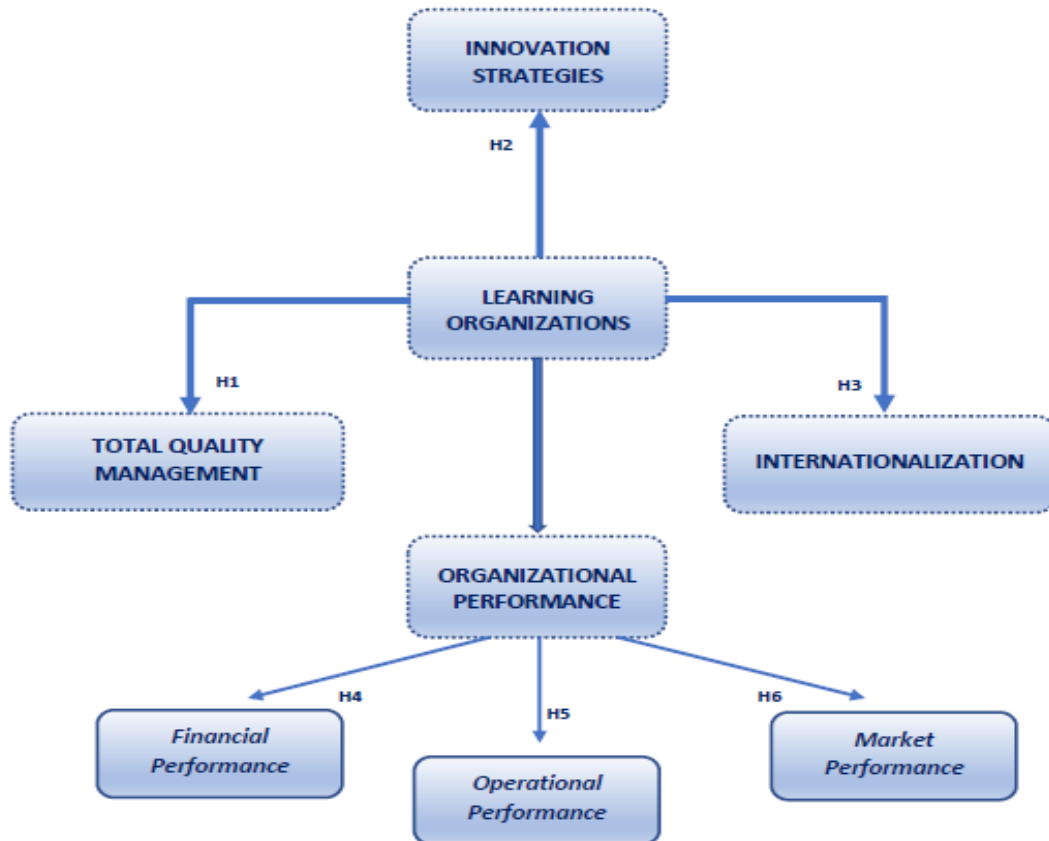 INNOVATION
STRATEGIES
H2
LEARNING
ORGANIZATIONS
H1
H3
TOTAL QUALITY
MANAGEMENT
INTERNATIONALIZATION
ORGANIZATIONAL
PERFORMANCE
H4
H5
H6
Financial
Performance
Operational
Performance
Market
Performance